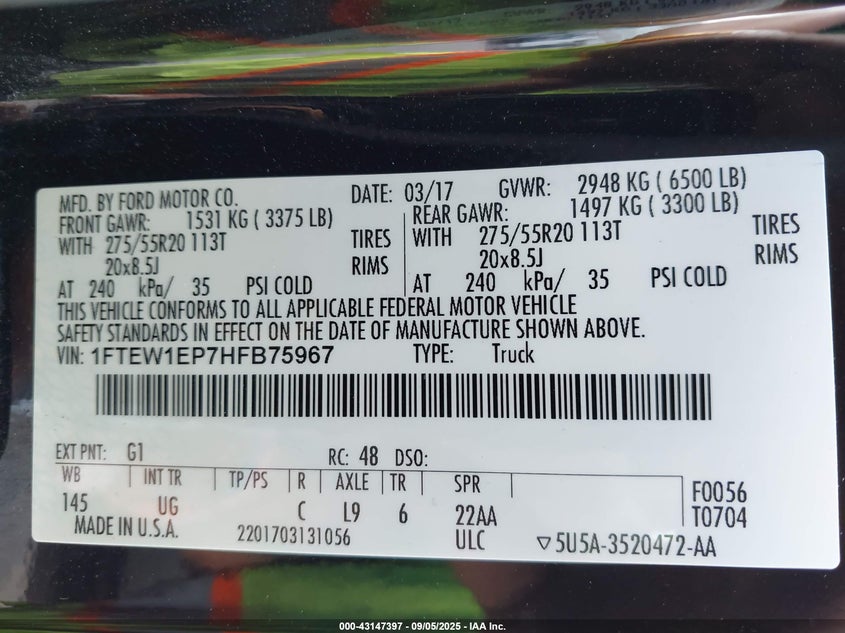 MFD. BY FORD MOTOR CO. DATE: 03/17 GVWR: 2948 KG ( 6500 LB)
FRONT GAWR: 1531 KG ( 3375 LB) REAR GAWR: 1497 KG ( 3300 LB)
WITH 275/55R20 113T TIRES WITH 275/55R20 113T TIRES
20x8.5J RIMS 20x8.5J RIMS
AT 240 kPa/ 35 PSI COLD AT 240 kPa/ 35 PSI COLD
THIS VEHICLE CONFORMS TO ALL APPLICABLE FEDERAL MOTOR VEHICLE
SAFETY STANDARDS IN EFFECT ON THE DATE OF MANUFACTURE SHOWN ABOVE.
VIN: 1FTEW1EP7HFB75967 TYPE: Truck
EXT PNT: G1 RC: 48 DSO:
WB INT TR TP/PS R AXLE TR SPR F0056
145 UG C L9 6 22AA T0704
MADE IN U.S.A. 2201703131056 ULC ▽5U5A-3520472-AA
000-43147397 - 09/05/2025 - IAA Inc.